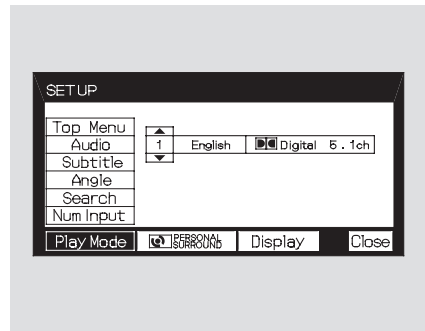 SETUP
Top Menu
Audio
1 English Digital 5.1ch
Subtitle
Angle
Search
Num Input
Play Mode PERSONAL SURROUND Display Close